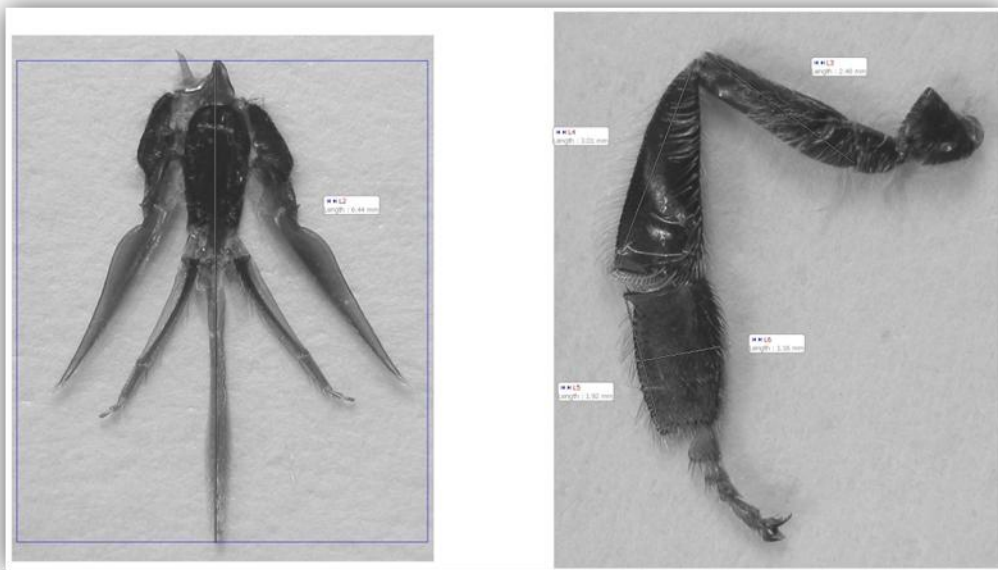 L2
Length : 6.44 mm
L3
Length : 2.48 mm
L4
Length : 3.01 mm
L6
Length : 1.16 mm
L5
Length : 1.92 mm